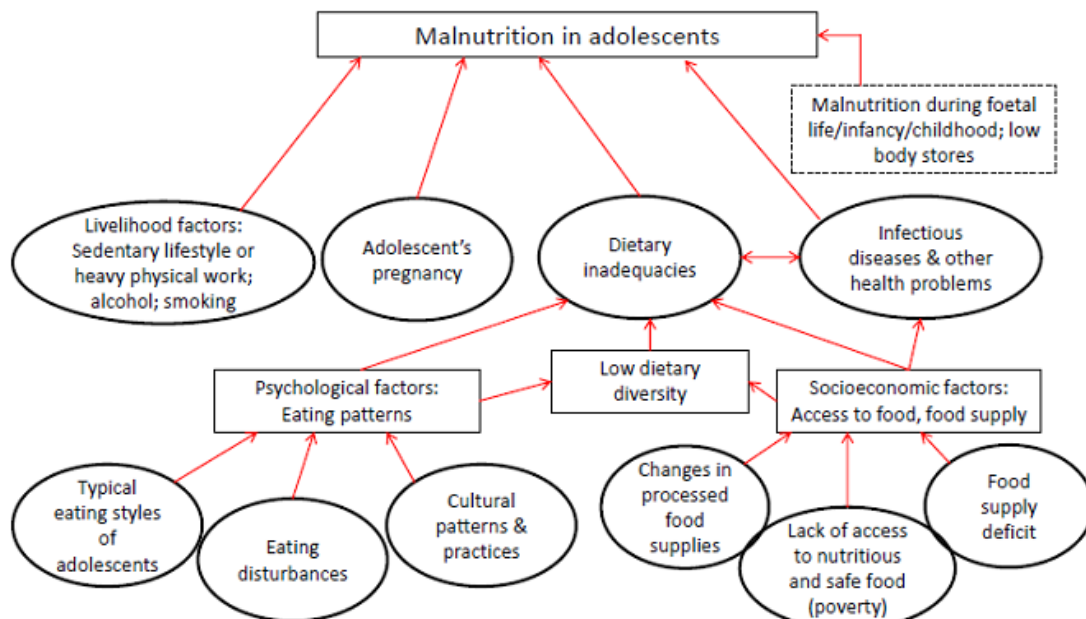 Malnutrition in adolescents
Malnutrition during foetal
life/infancy/childhood; low
body stores
Livelihood factors:
Sedentary lifestyle or
heavy physical work;
alcohol; smoking
Adolescent's
pregnancy
Dietary
inadequacies
Infectious
diseases & other
health problems
Psychological factors:
Eating patterns
Low dietary
diversity
Socioeconomic factors:
Access to food, food supply
Typical
eating styles
of
adolescents
Eating
disturbances
Cultural
patterns &
practices
Changes in
processed
food
supplies
Lack of access
to nutritious
and safe food
(poverty)
Food
supply
deficit